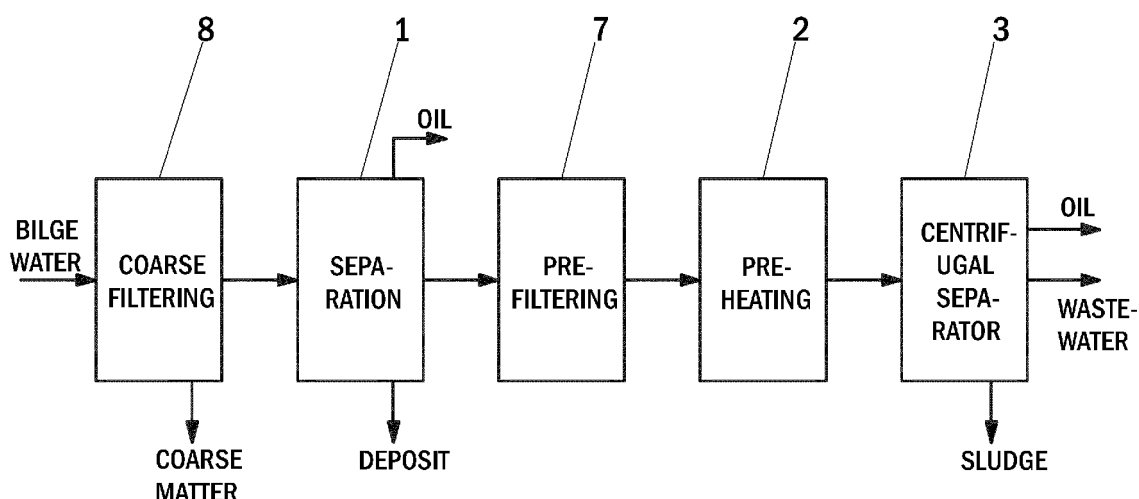 8
1
7
2
3
OIL
BILGE
WATER
COARSE
FILTERING
SEPA-
RATION
PRE-
FILTERING
PRE-
HEATING
CENTRIF-
UGAL
SEPA-
RATOR
OIL
WASTE-
WATER
COARSE
MATTER
DEPOSIT
SLUDGE